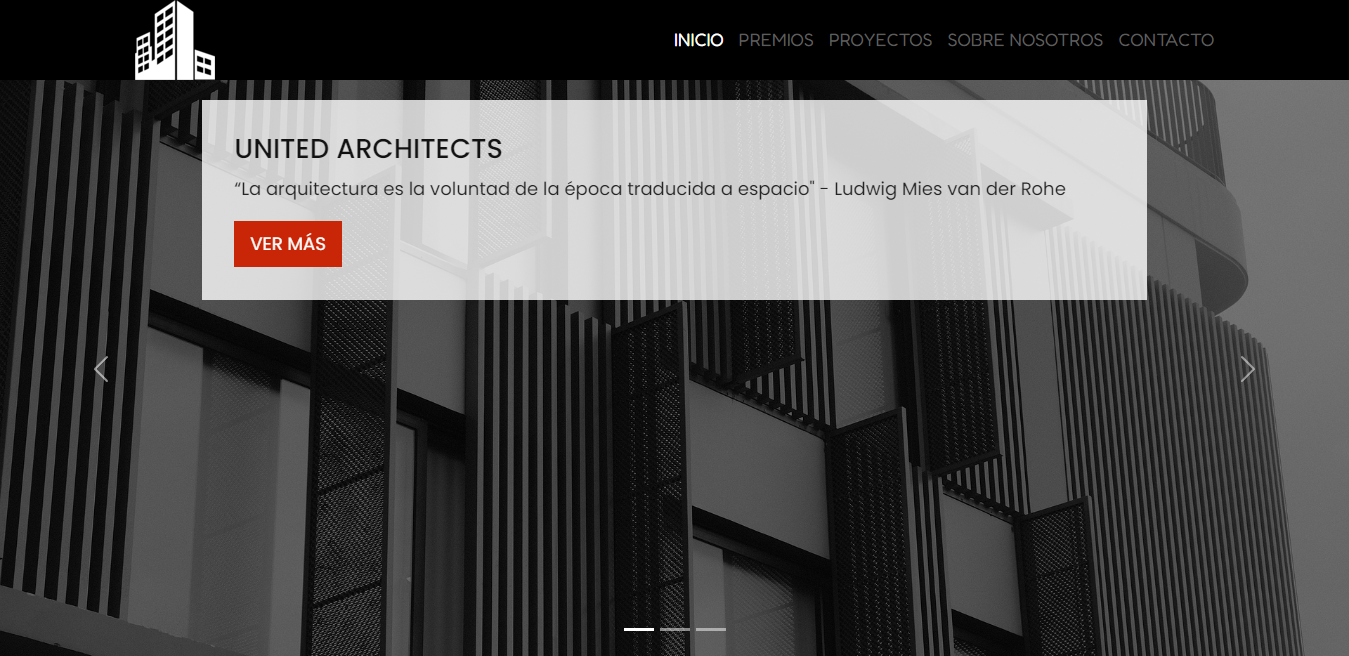 INICIO PREMIOS PROYECTOS SOBRE NOSOTROS CONTACTO
UNITED ARCHITECTS
“La arquitectura es la voluntad de la época traducida a espacio" - Ludwig Mies van der Rohe
VER MÁS